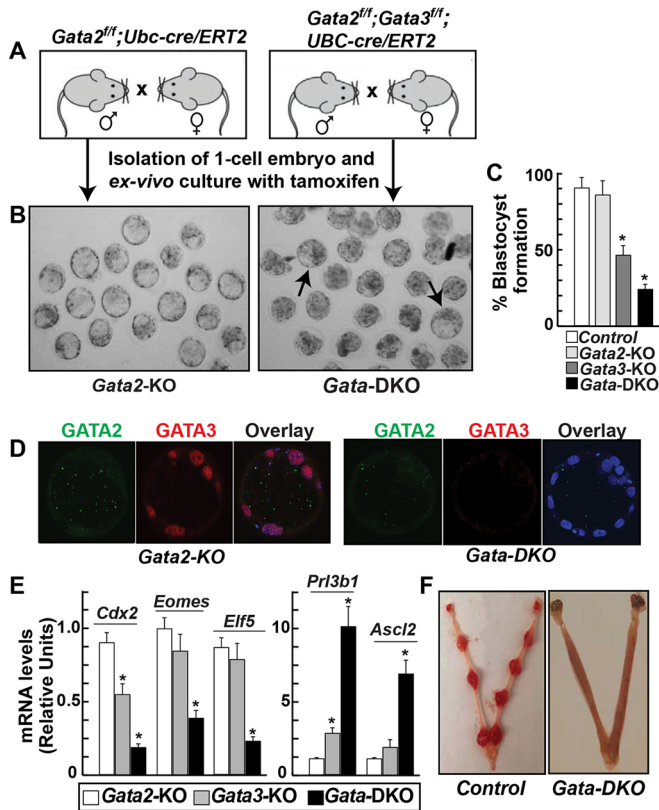 Gata2f/f;Ubc-cre/ERT2
Gata2f/f;Gata3f/f;
UBC-cre/ERT2
A
x
♂
♀
x
♂
♀
Isolation of 1-cell embryo and
ex-vivo culture with tamoxifen
B
Gata2-KO
Gata-DKO
C
% Blastocyst
formation
100
50
0
*
*
Control
Gata2-KO
Gata3-KO
Gata-DKO
D
GATA2
GATA3
Overlay
GATA2
GATA3
Overlay
Gata2-KO
Gata-DKO
E
mRNA levels
(Relative Units)
1.0
0.5
0
Cdx2
Eomes
Elf5
*
*
*
*
10
5
0
Prl3b1
Ascl2
*
*
*
Gata2-KO
Gata3-KO
Gata-DKO
F
Control
Gata-DKO